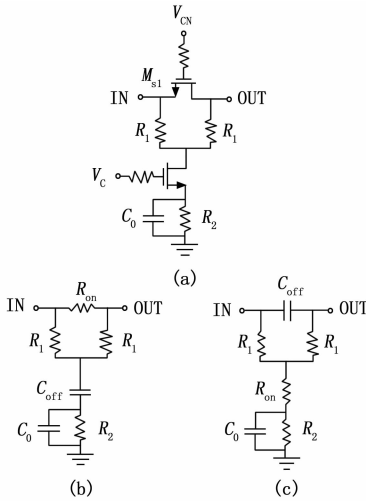 V_CN
M_s1
IN OUT
R_1 R_1
V_C
C_0 R_2
(a)
R_on
IN OUT
R_1 R_1
C_off
C_0 R_2
(b)
C_off
IN OUT
R_1 R_1
R_on
C_0 R_2
(c)